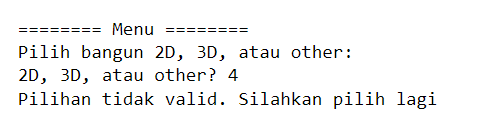 ======== Menu ========
Pilih bangun 2D, 3D, atau other:
2D, 3D, atau other? 4
Pilihan tidak valid. Silahkan pilih lagi